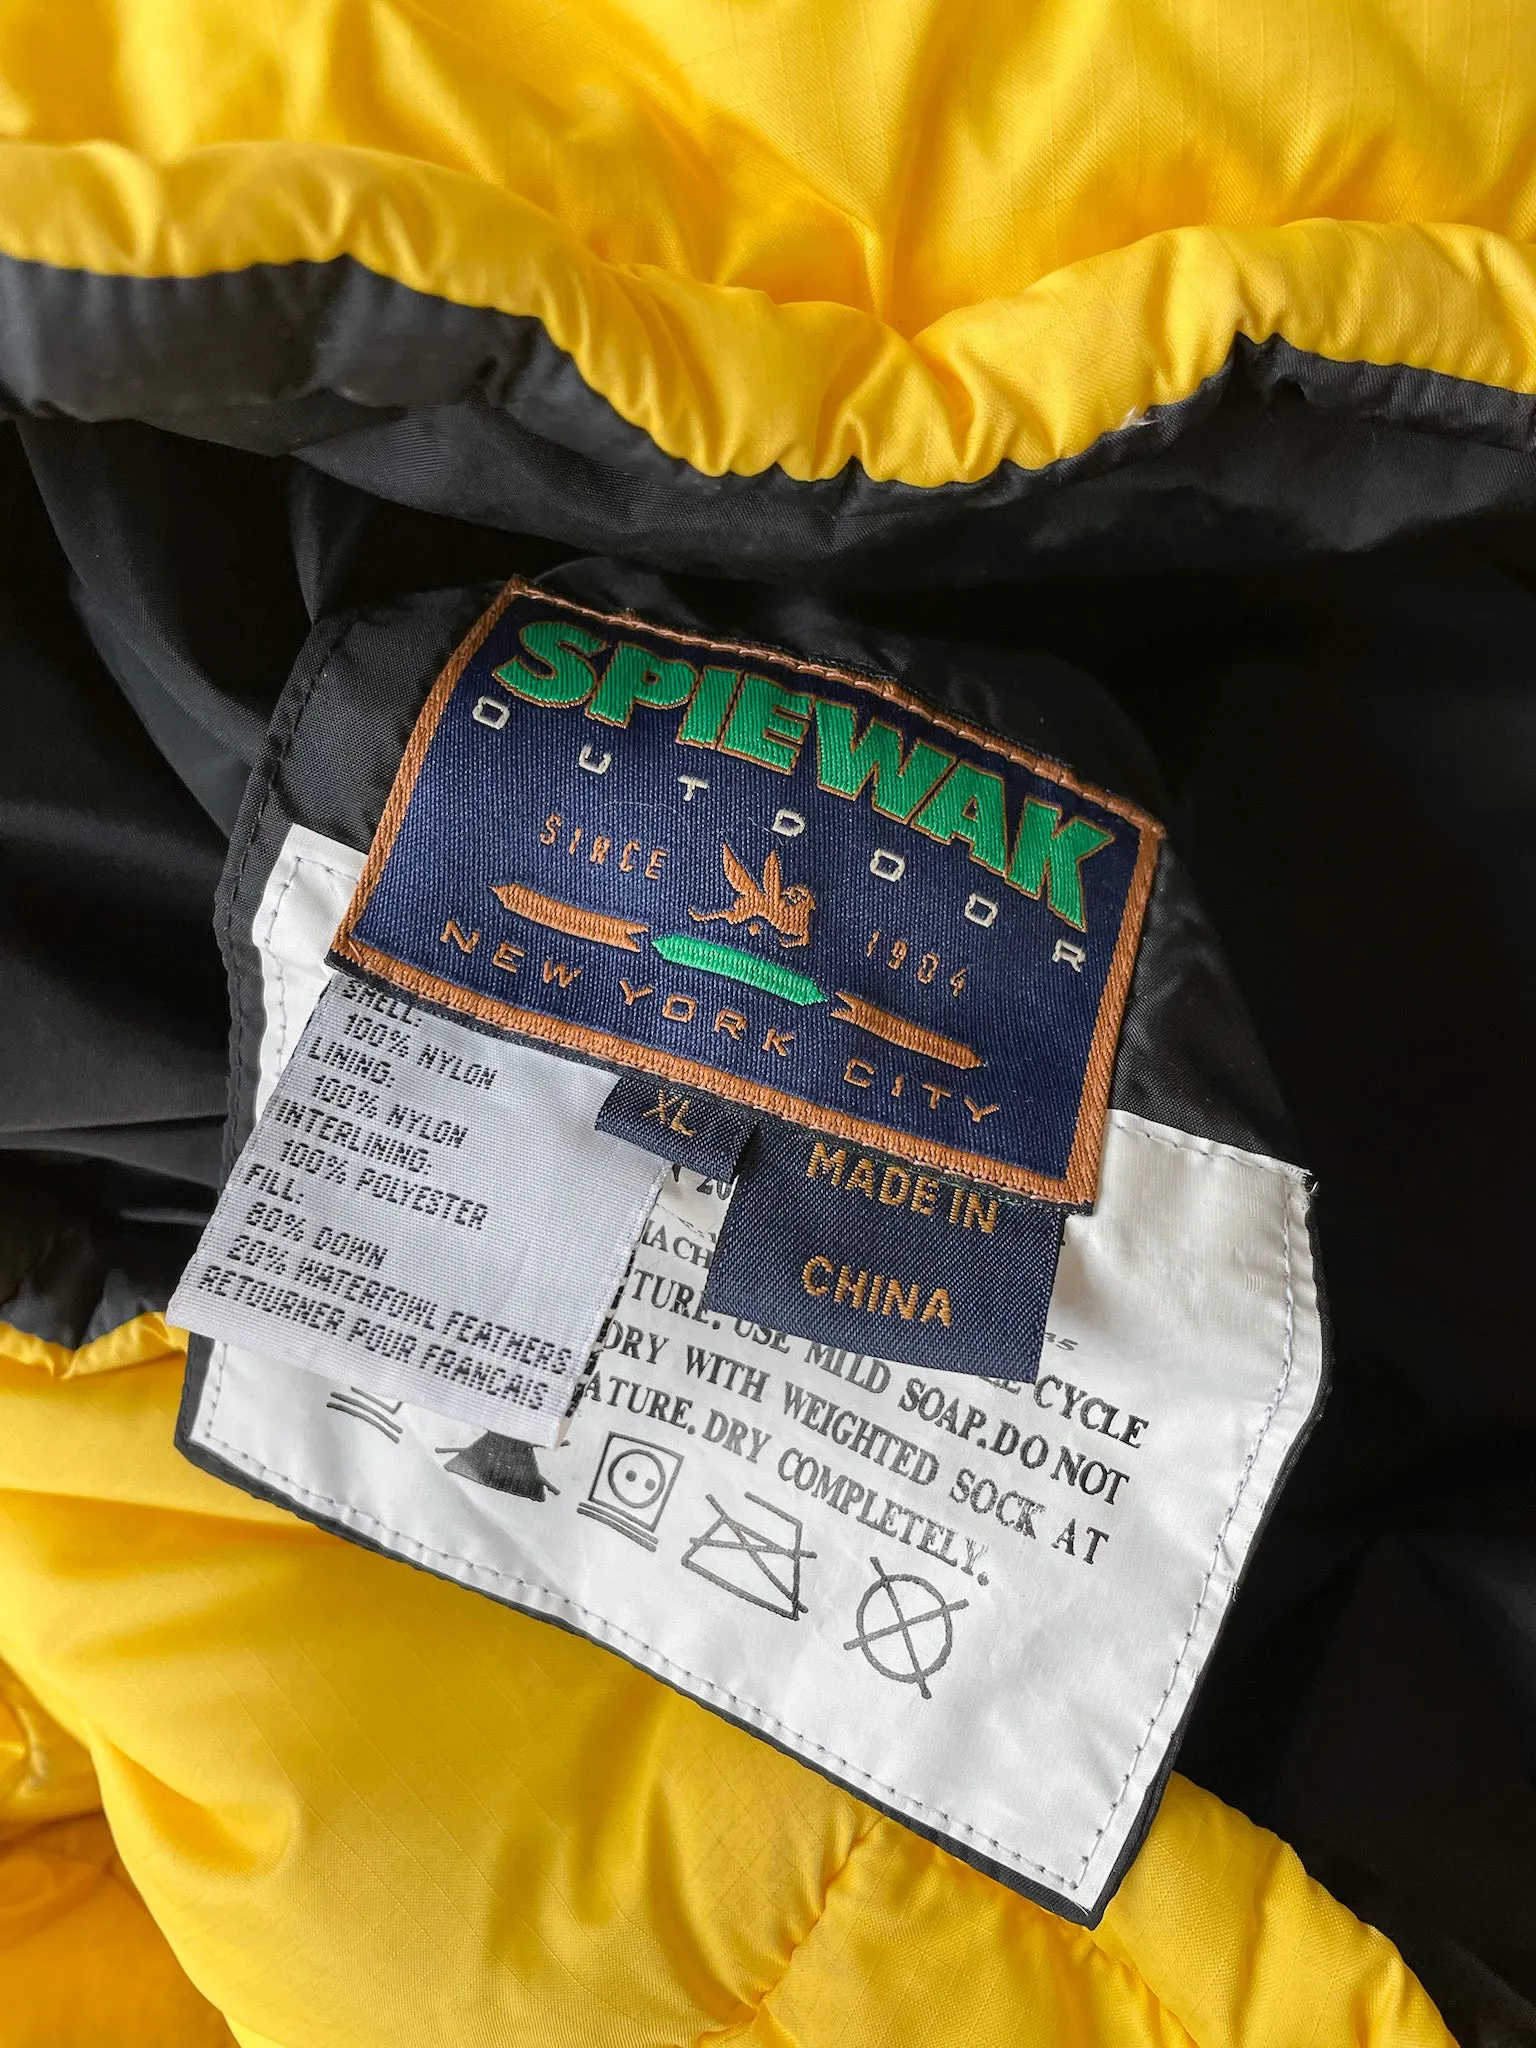 SPIEWAK
OUTDOOR
SINCE 1904
NEW YORK CITY
SHELL:
100% NYLON
LINING:
100% NYLON
INTERLINING:
100% POLYESTER
FILL:
80% DOWN
20% WATERFOWL FEATHERS
RETOURNER POUR FRANCAIS
XL
MADE IN
CHINA
CYCLE
USE MILD SOAP. DO NOT
DRY WITH WEIGHTED SOCK AT
DRY COMPLETELY.